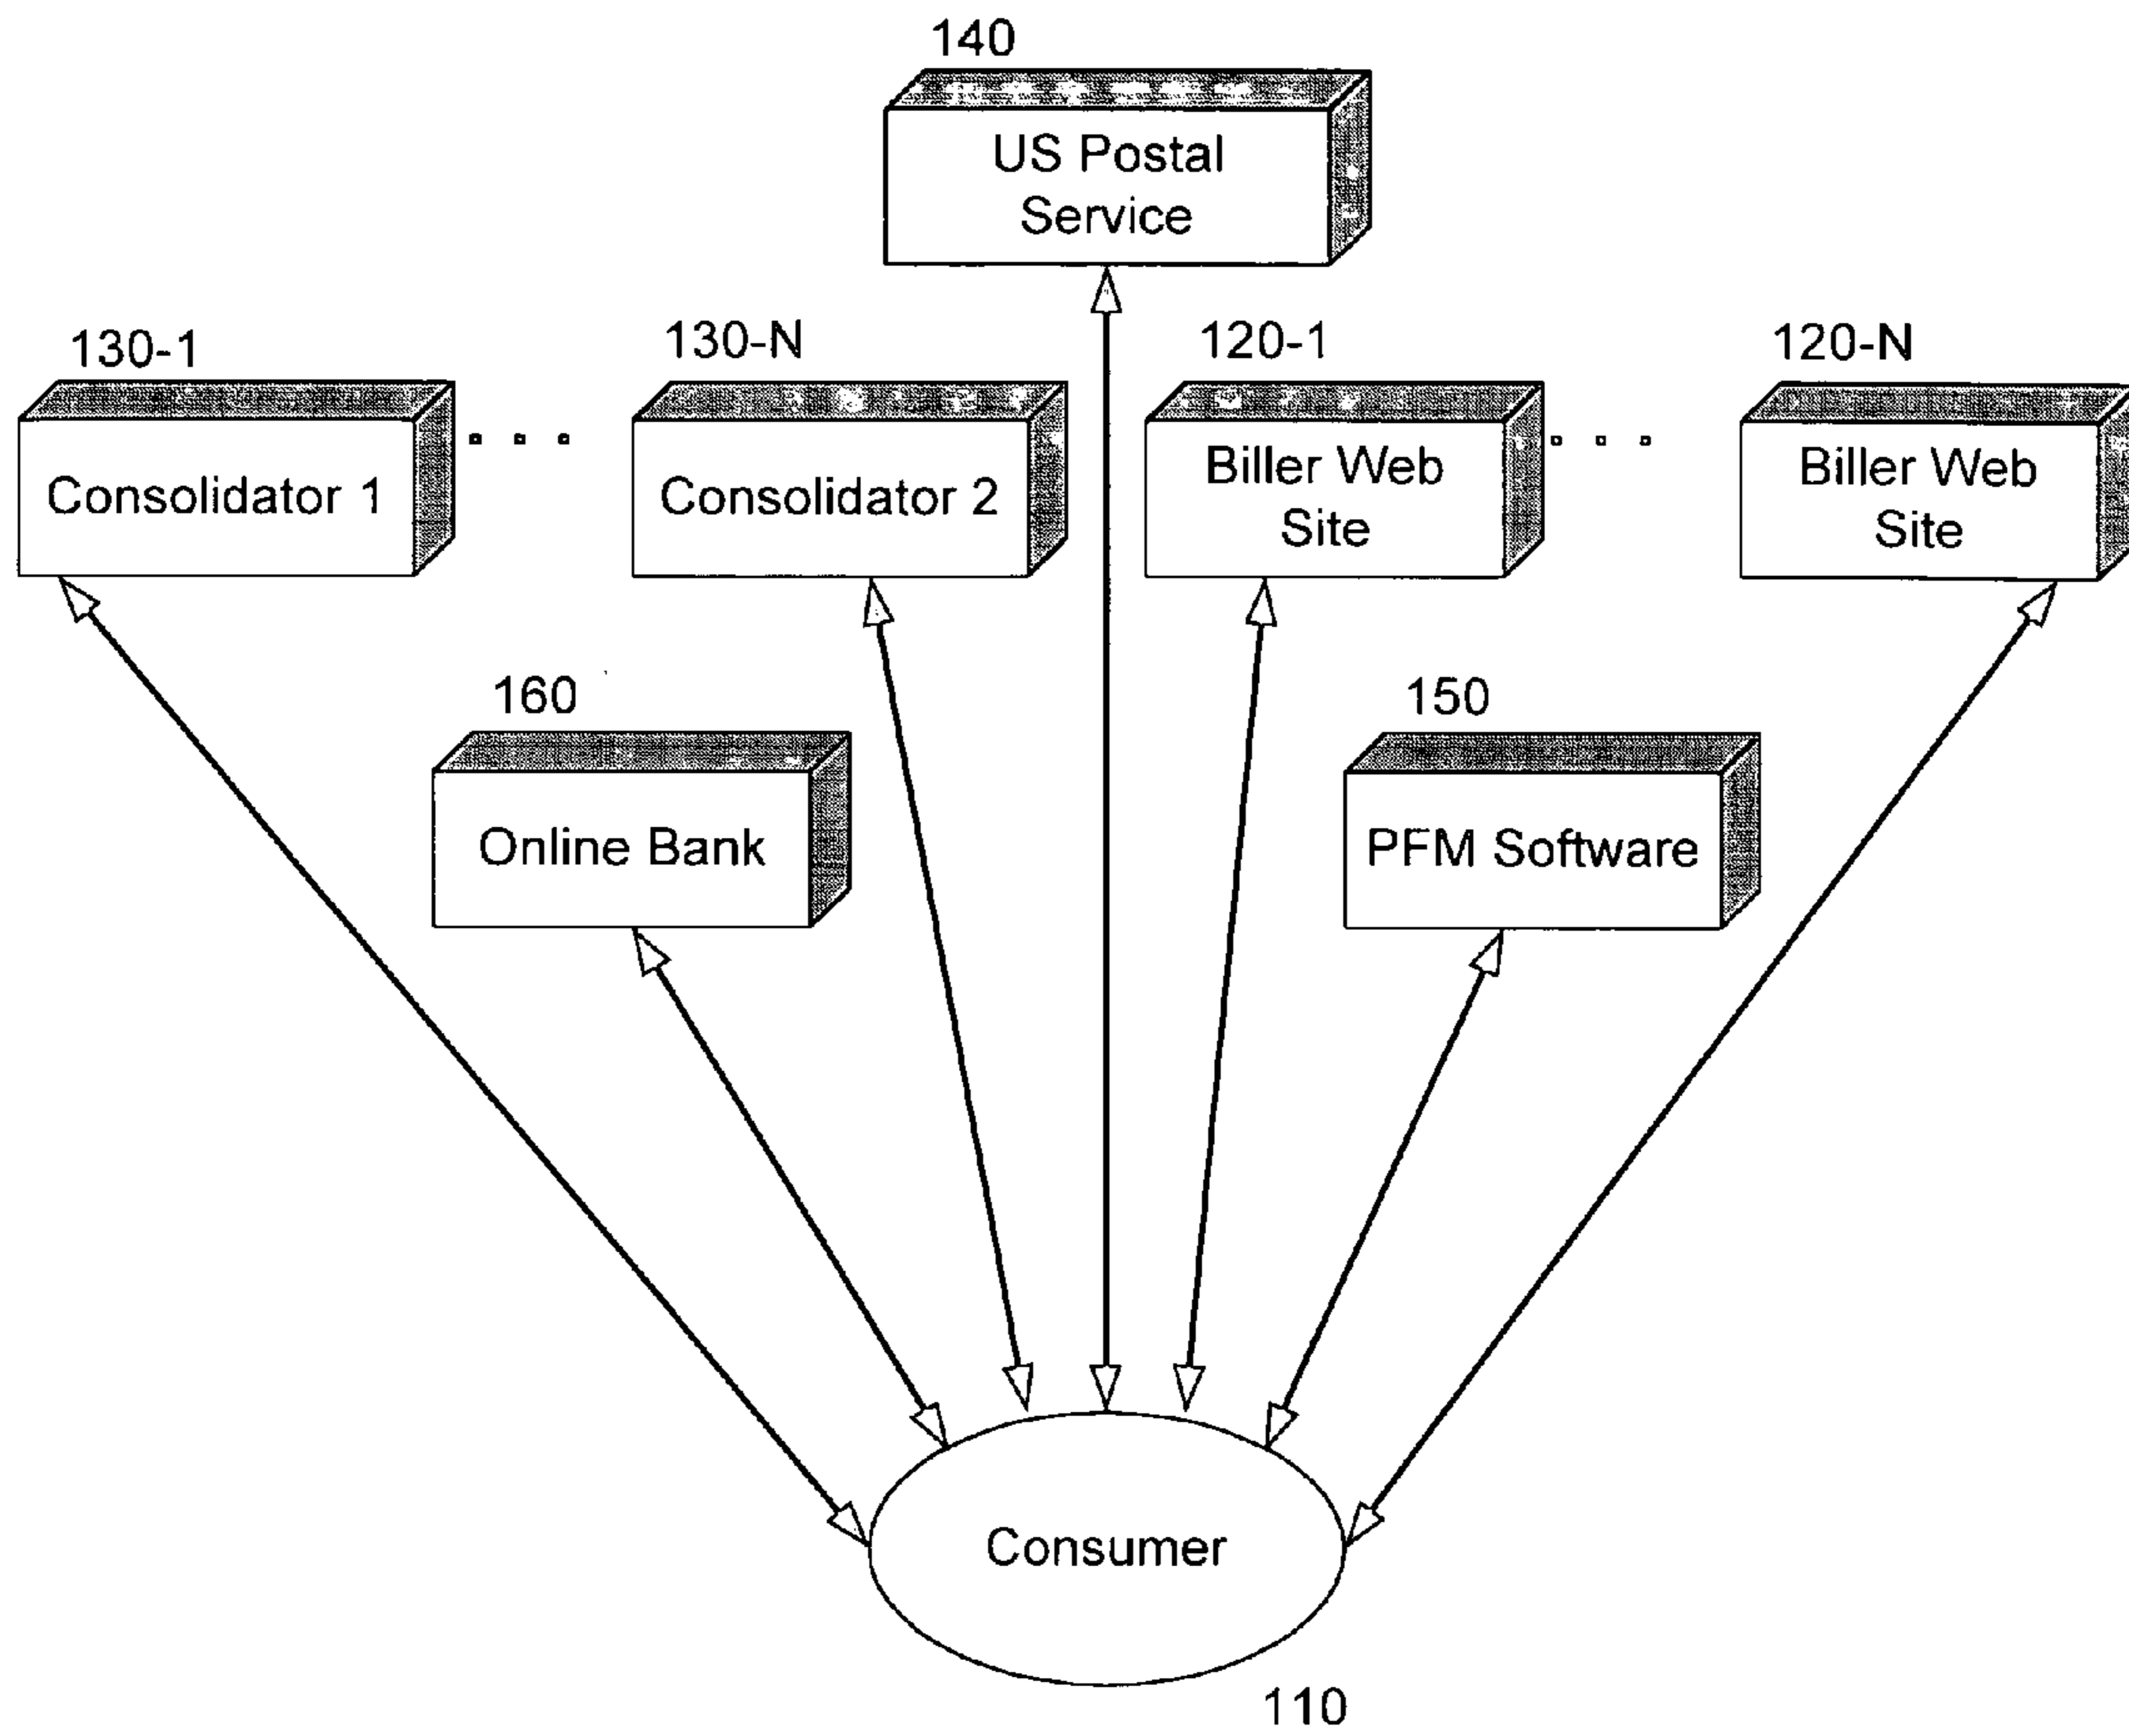 140
US Postal
Service
130-1
130-N
120-1
120-N
Consolidator 1
Consolidator 2
Biller Web
Site
Biller Web
Site
160
150
Online Bank
PFM Software
Consumer
110